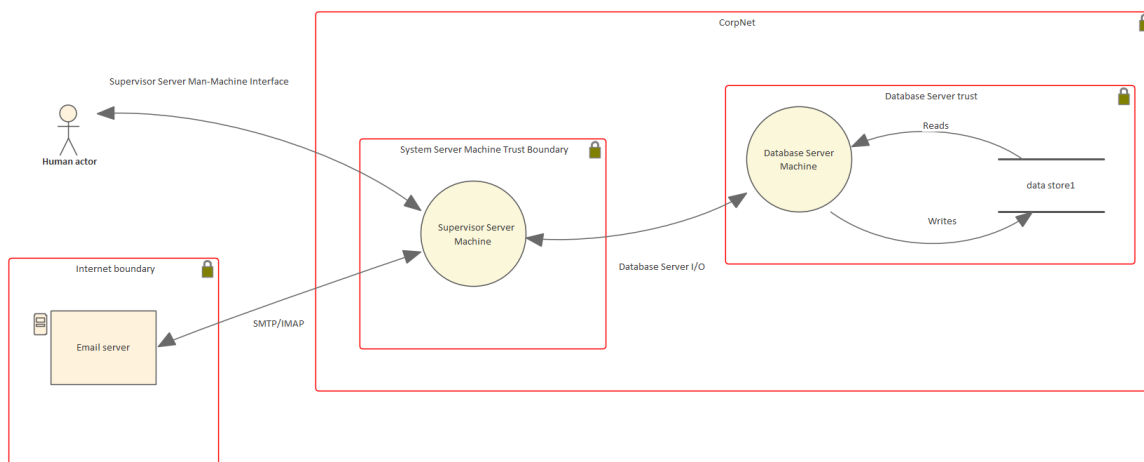 CorpNet
Supervisor Server Man-Machine Interface
Human actor
Database Server trust
Reads
Database Server
Machine
data store1
Writes
System Server Machine Trust Boundary
Supervisor Server
Machine
Database Server I/O
Internet boundary
SMTP/IMAP
Email server